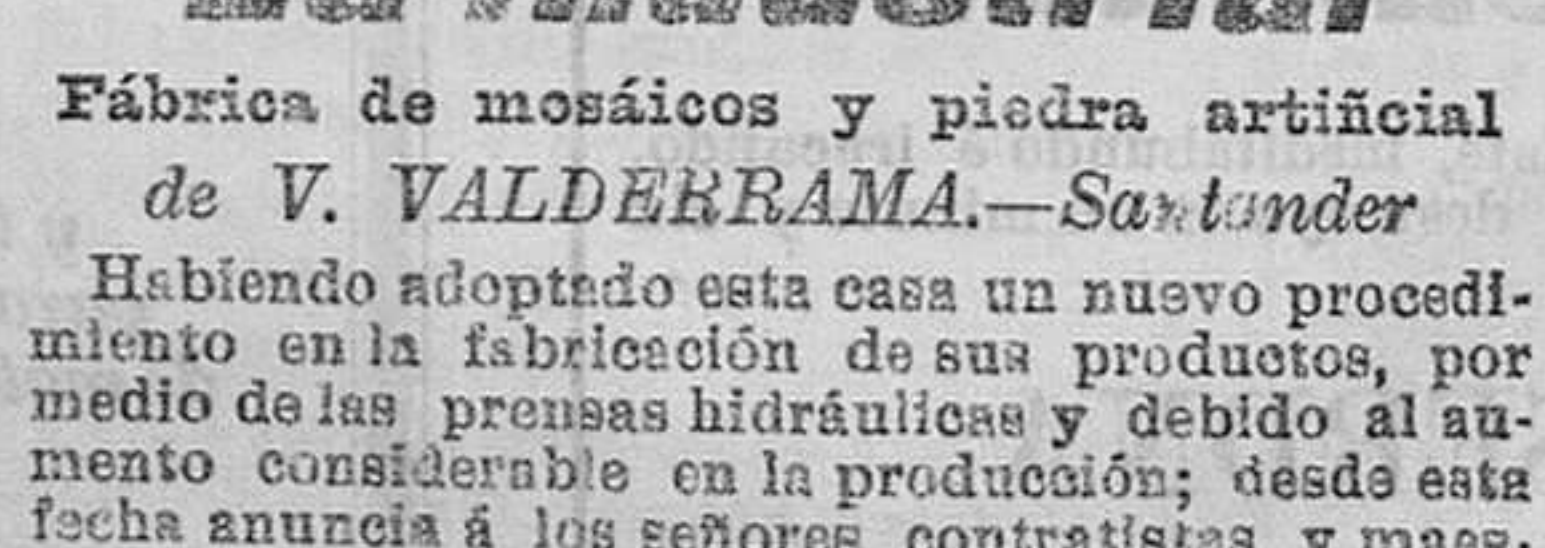 Fábrica de mosáicos y piedra artiñcial
de V. VALDERRAMA.—Santander
Habiendo adoptado esta casa un nuevo procedi-
miento en la fabricación de sus productos, por
medio de las prensas hidráulicas y debido al au-
mento considerable en la producción; desde esta
fecha anuncia á los señores contratistas y maes-